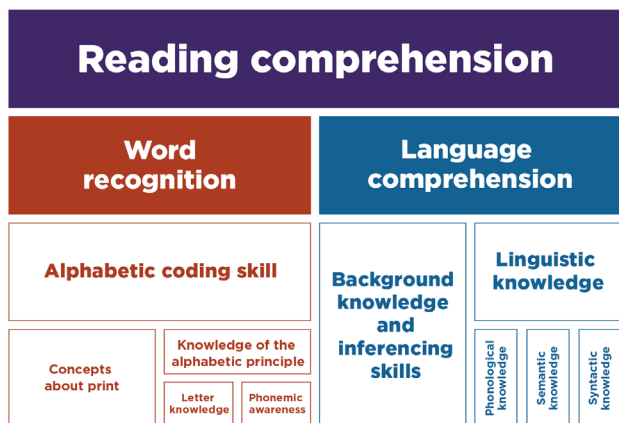 Reading comprehension
Word
recognition
Language
comprehension
Alphabetic coding skill
Background
knowledge
and
inferencing
skills
Linguistic
knowledge
Concepts
about print
Knowledge of the
alphabetic principle
Letter
knowledge
Phonemic
awareness
Phonological
knowledge
Semantic
knowledge
Syntactic
knowledge